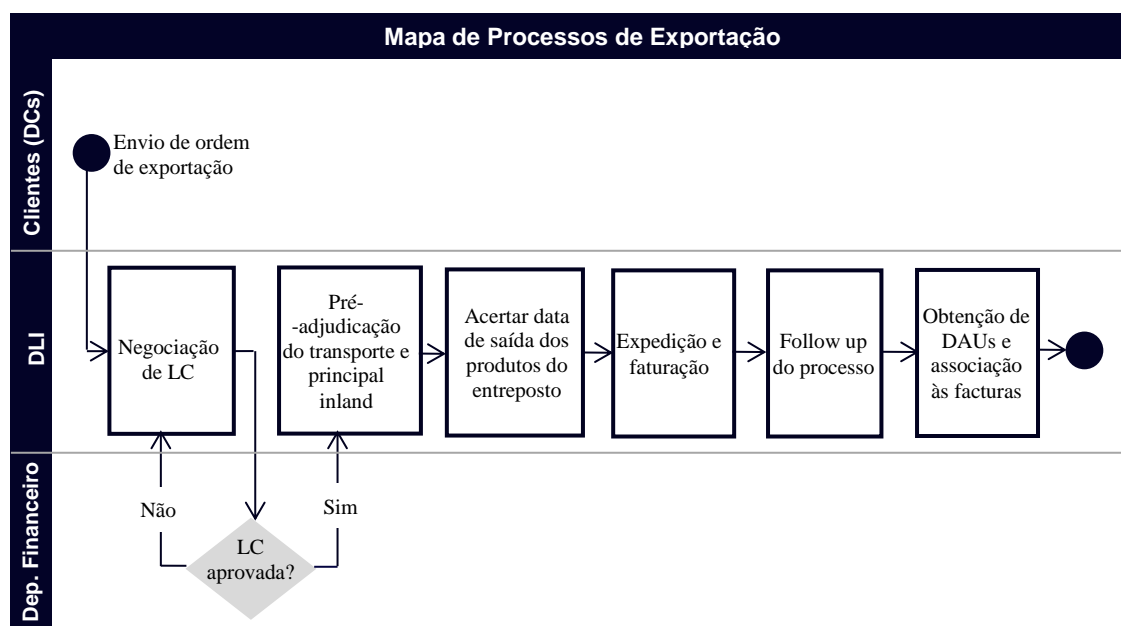 Mapa de Processos de Exportação
Clientes (DCs)
Envio de ordem
de exportação
DLI
Negociação
de LC
Pré-
-adjudicação
do transporte e
principal
inland
Acertar data
de saída dos
produtos do
entreposto
Expedição e
faturação
Follow up
do processo
Obtenção de
DAUs e
associação
às facturas
Dep. Financeiro
Não
Sim
LC
aprovada?